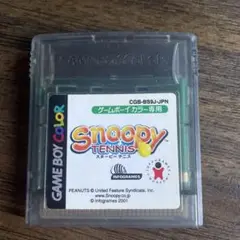 CGB-BSNJ-JPN
ゲームボーイカラー専用
GAME BOY COLOR
Snoopy
TENNIS
スヌーピー テニス
INFOGRAMES
PEANUTS © United Feature Syndicate, Inc.
www.Snoopy.co.jp
© Infogrames 2001